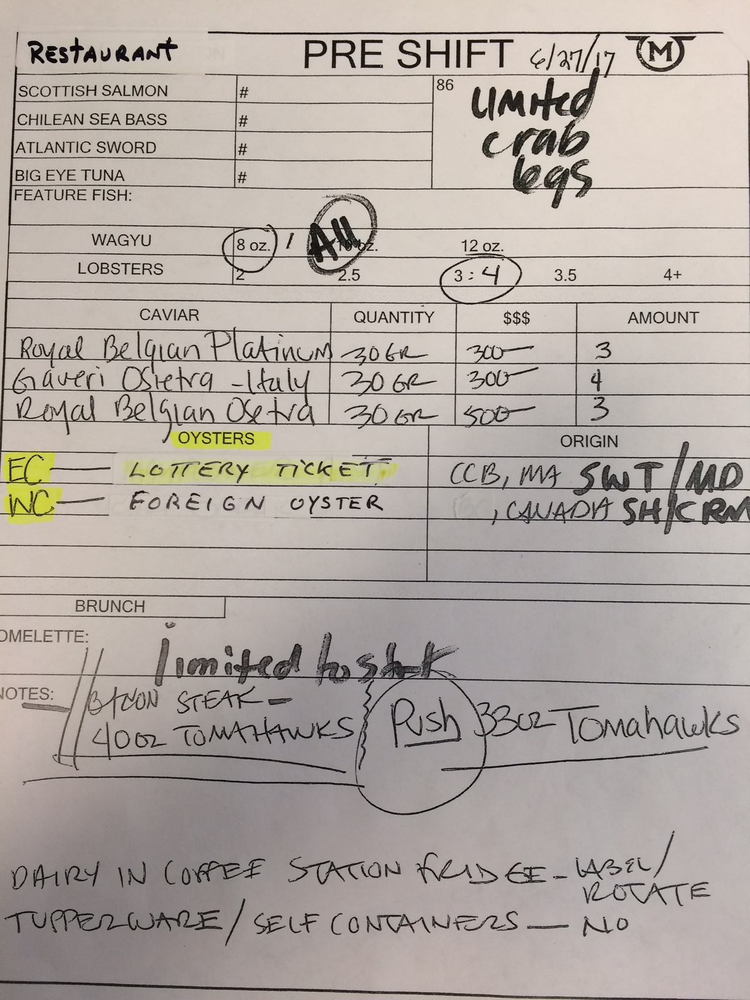 RESTAURANT PRE SHIFT 6/27/17 M
SCOTTISH SALMON # 86 LIMITED
CHILEAN SEA BASS # crab
ATLANTIC SWORD # legs
BIG EYE TUNA #
FEATURE FISH:
WAGYU 8 oz. / All oz. 12 oz.
LOBSTERS 2 2.5 3 : 4 3.5 4+
CAVIAR QUANTITY $$$ AMOUNT
Royal Belgian Platinum 30GR 300— 3
Gaveri Osietra - Italy 30GR 300— 4
Royal Belgian Osetra 30GR 500— 3
OYSTERS ORIGIN
EC — LOTTERY TICKET CCB, MA SWT/MD
WC — FOREIGN OYSTER , CANADA SH/CRM
BRUNCH
OMELETTE:
limited to start
NOTES: // BACON STEAK —
40oz TOMAHAWKS Push 33oz Tomahawks
DAIRY IN COFFEE STATION FRIDGE - LABEL/
ROTATE
TUPPERWARE / SELF CONTAINERS — NO